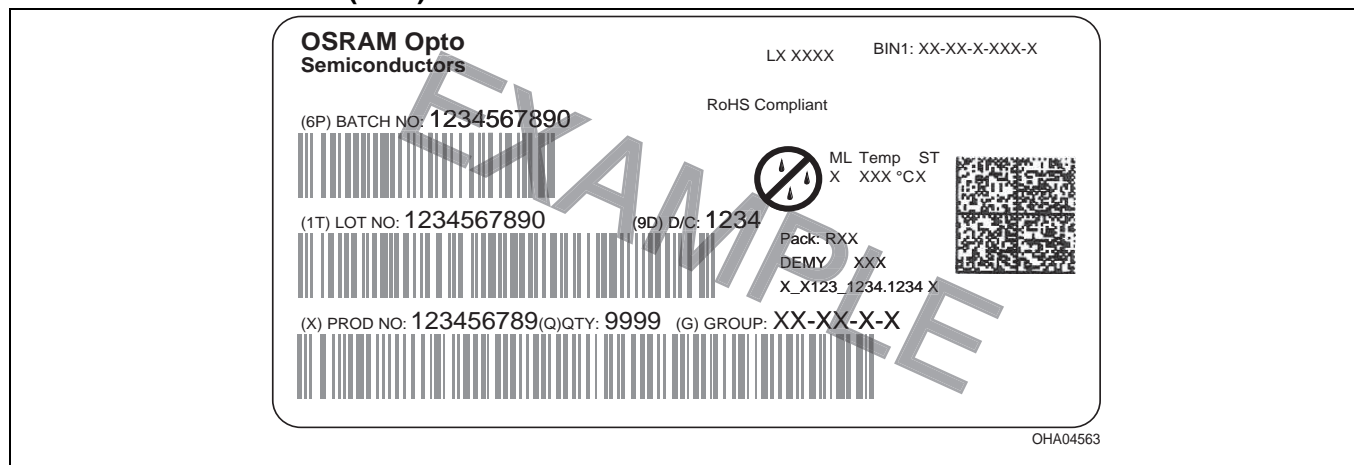 OSRAM Opto
Semiconductors
LX XXXX
BIN1: XX-XX-X-XXX-X
RoHS Compliant
(6P) BATCH NO: 1234567890
ML Temp ST
X XXX °C X
(1T) LOT NO: 1234567890 (9D) D/C: 1234
Pack: RXX
DEMY XXX
X_X123_1234.1234 X
(X) PROD NO: 123456789 (Q)QTY: 9999 (G) GROUP: XX-XX-X-X
EXAMPLE
OHA04563